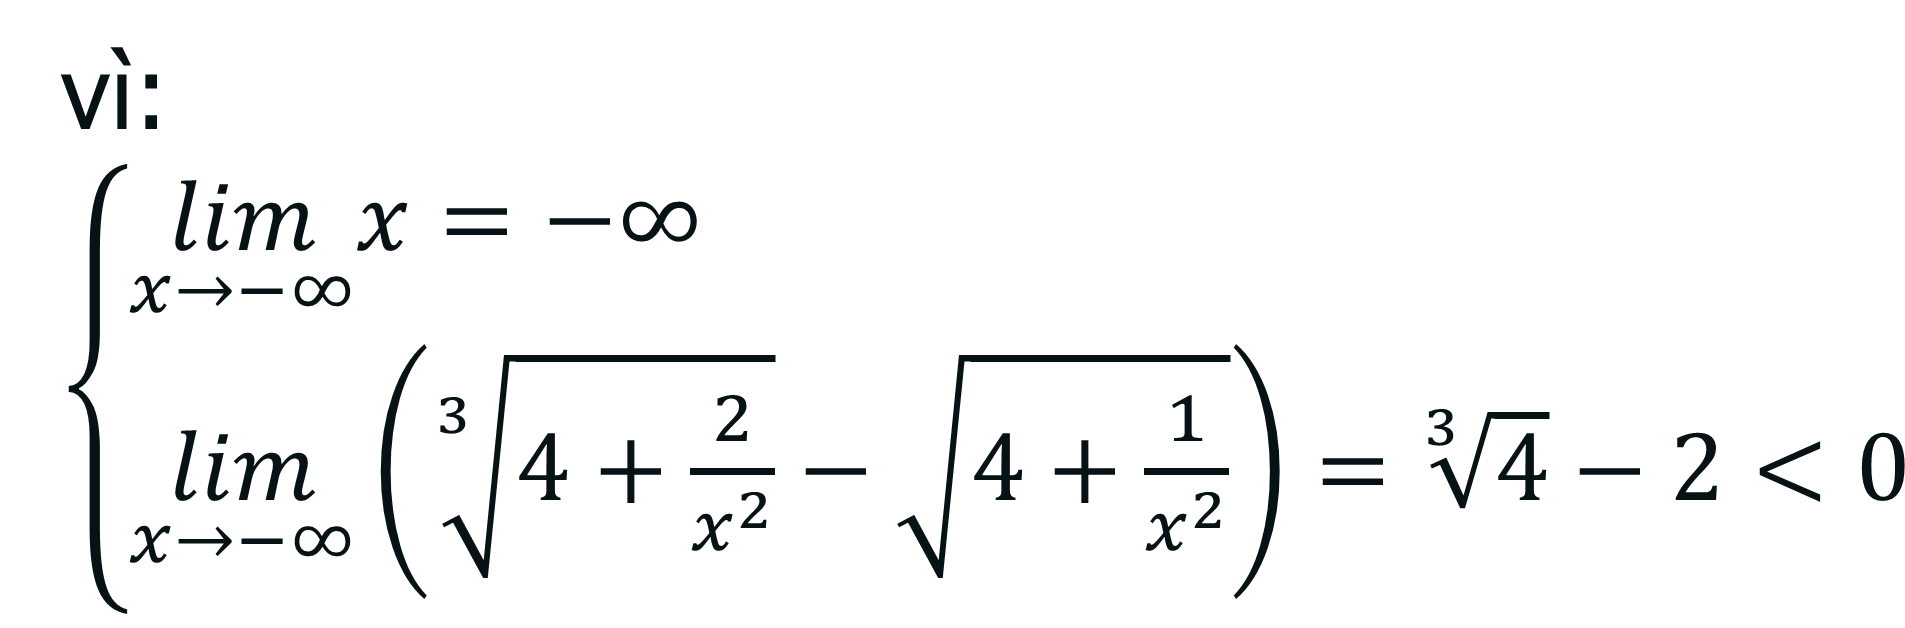 vì:
lim x = −∞
x→−∞
lim (∛(4 + 2/x²) − √(4 + 1/x²)) = ∛4 − 2 < 0
x→−∞